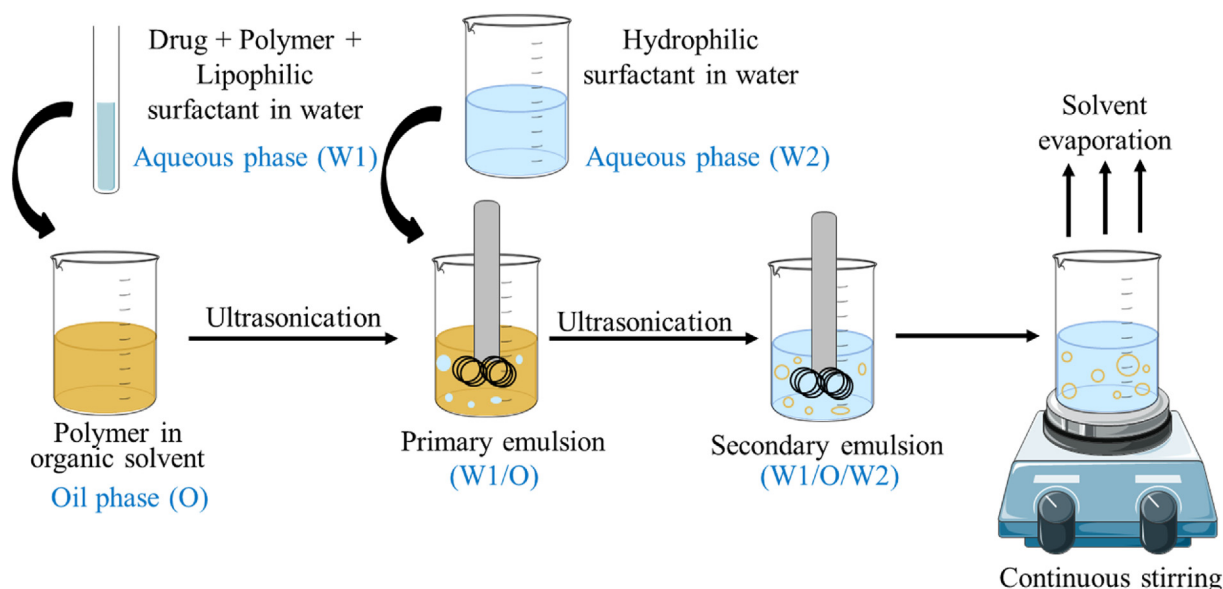 Drug + Polymer +
Lipophilic
surfactant in water
Aqueous phase (W1)
Hydrophilic
surfactant in water
Aqueous phase (W2)
Solvent
evaporation
Ultrasonication
Ultrasonication
Polymer in
organic solvent
Oil phase (O)
Primary emulsion
(W1/O)
Secondary emulsion
(W1/O/W2)
Continuous stirring